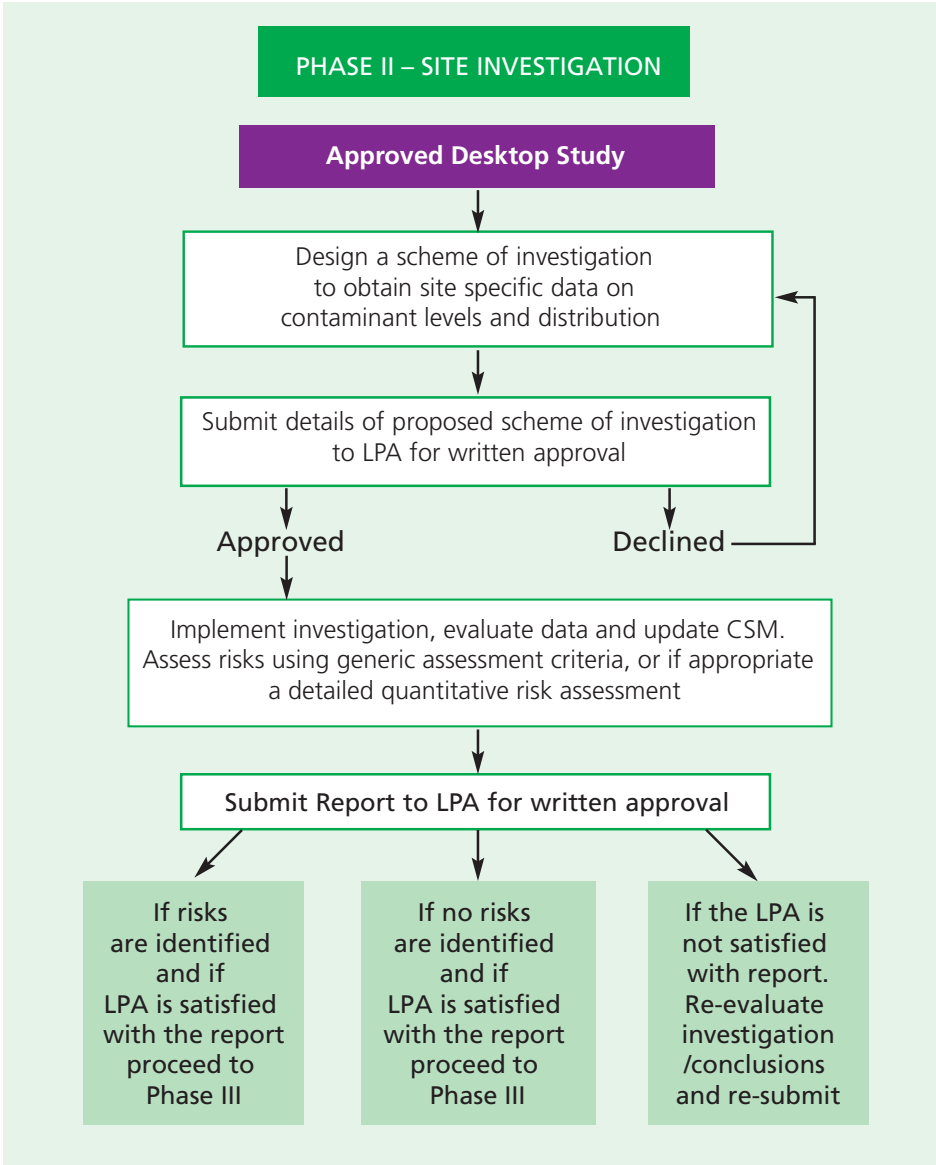 PHASE II – SITE INVESTIGATION
Approved Desktop Study
Design a scheme of investigation
to obtain site specific data on
contaminant levels and distribution
Submit details of proposed scheme of investigation
to LPA for written approval
Approved
Declined
Implement investigation, evaluate data and update CSM.
Assess risks using generic assessment criteria, or if appropriate
a detailed quantitative risk assessment
Submit Report to LPA for written approval
If risks
are identified
and if
LPA is satisfied
with the report
proceed to
Phase III
If no risks
are identified
and if
LPA is satisfied
with the report
proceed to
Phase III
If the LPA is
not satisfied
with report.
Re-evaluate
investigation
/conclusions
and re-submit